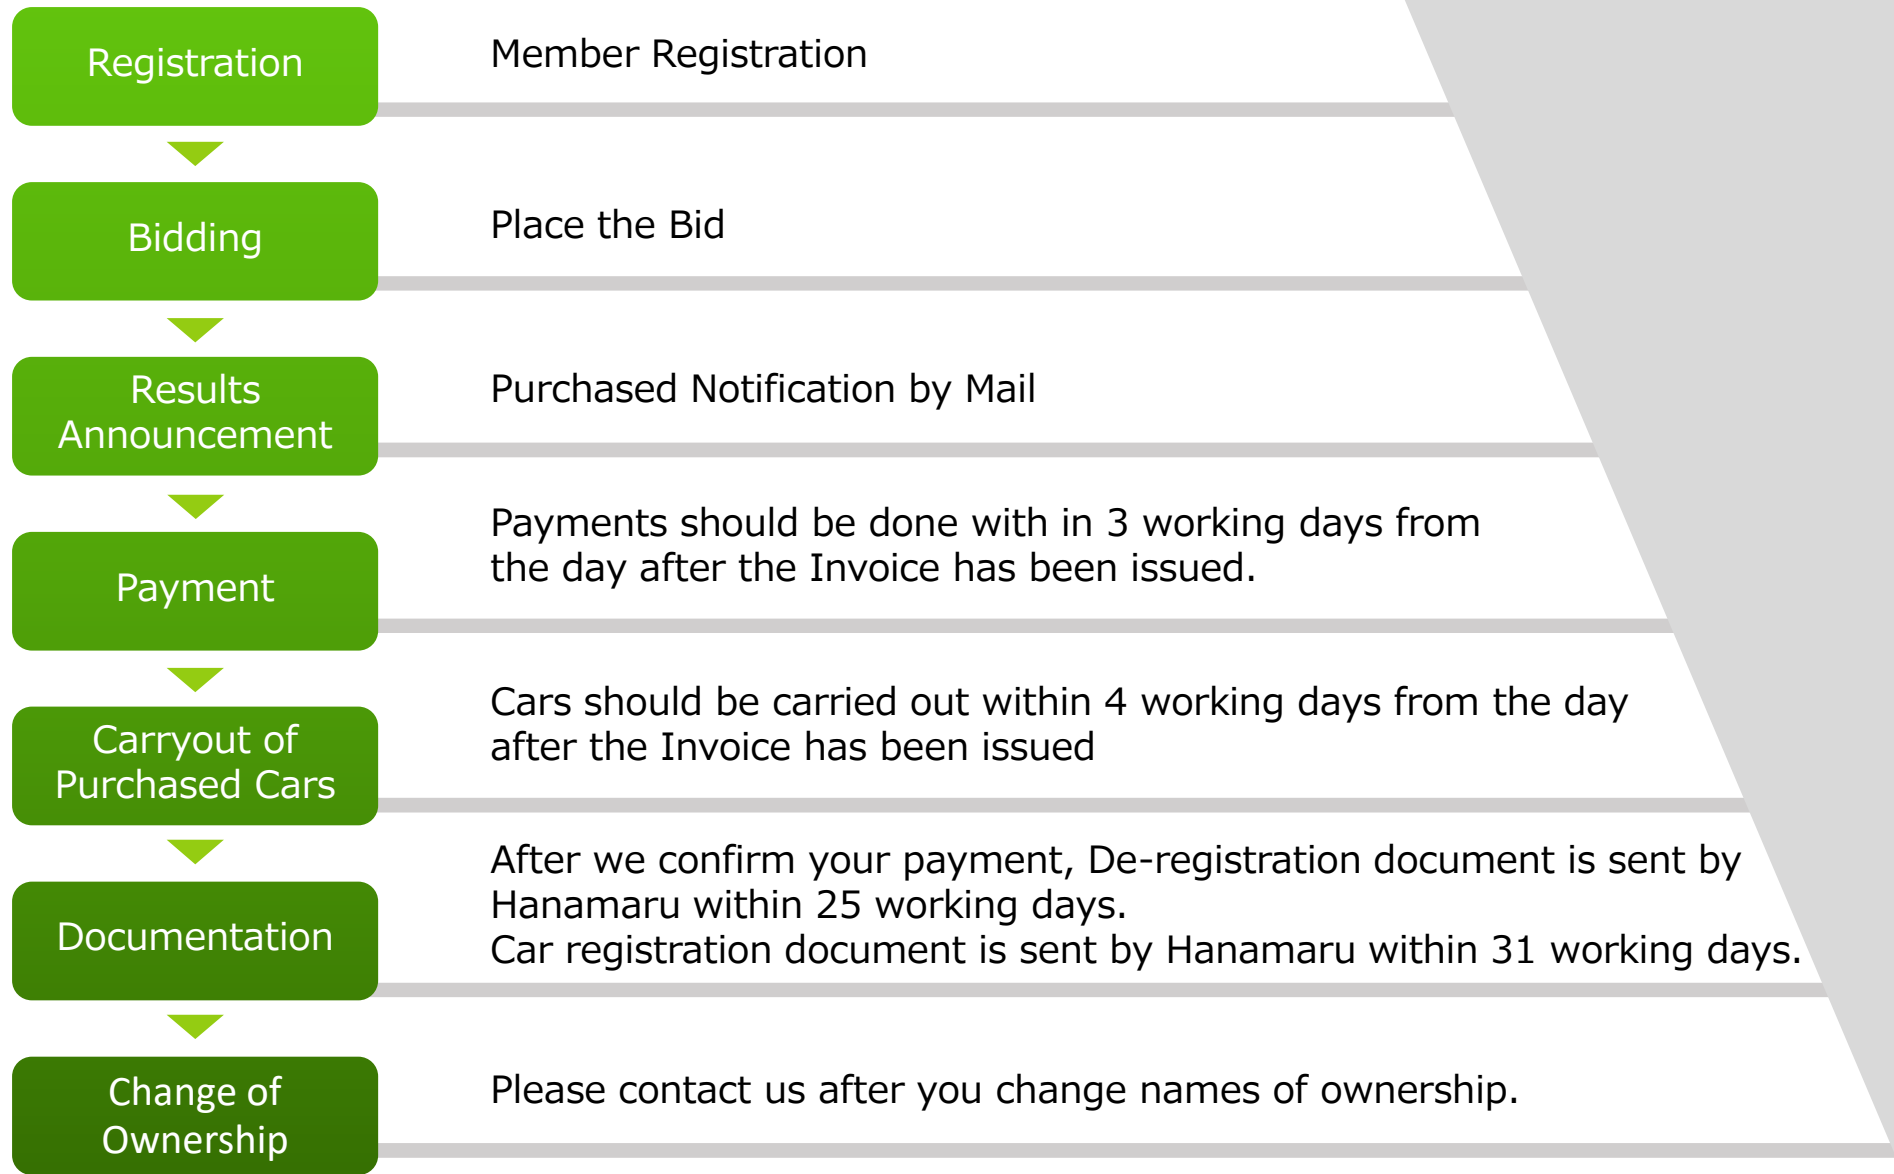 Registration
Member Registration
Bidding
Place the Bid
Results
Announcement
Purchased Notification by Mail
Payment
Payments should be done with in 3 working days from
the day after the Invoice has been issued.
Carryout of
Purchased Cars
Cars should be carried out within 4 working days from the day
after the Invoice has been issued
Documentation
After we confirm your payment, De-registration document is sent by
Hanamaru within 25 working days.
Car registration document is sent by Hanamaru within 31 working days.
Change of
Ownership
Please contact us after you change names of ownership.